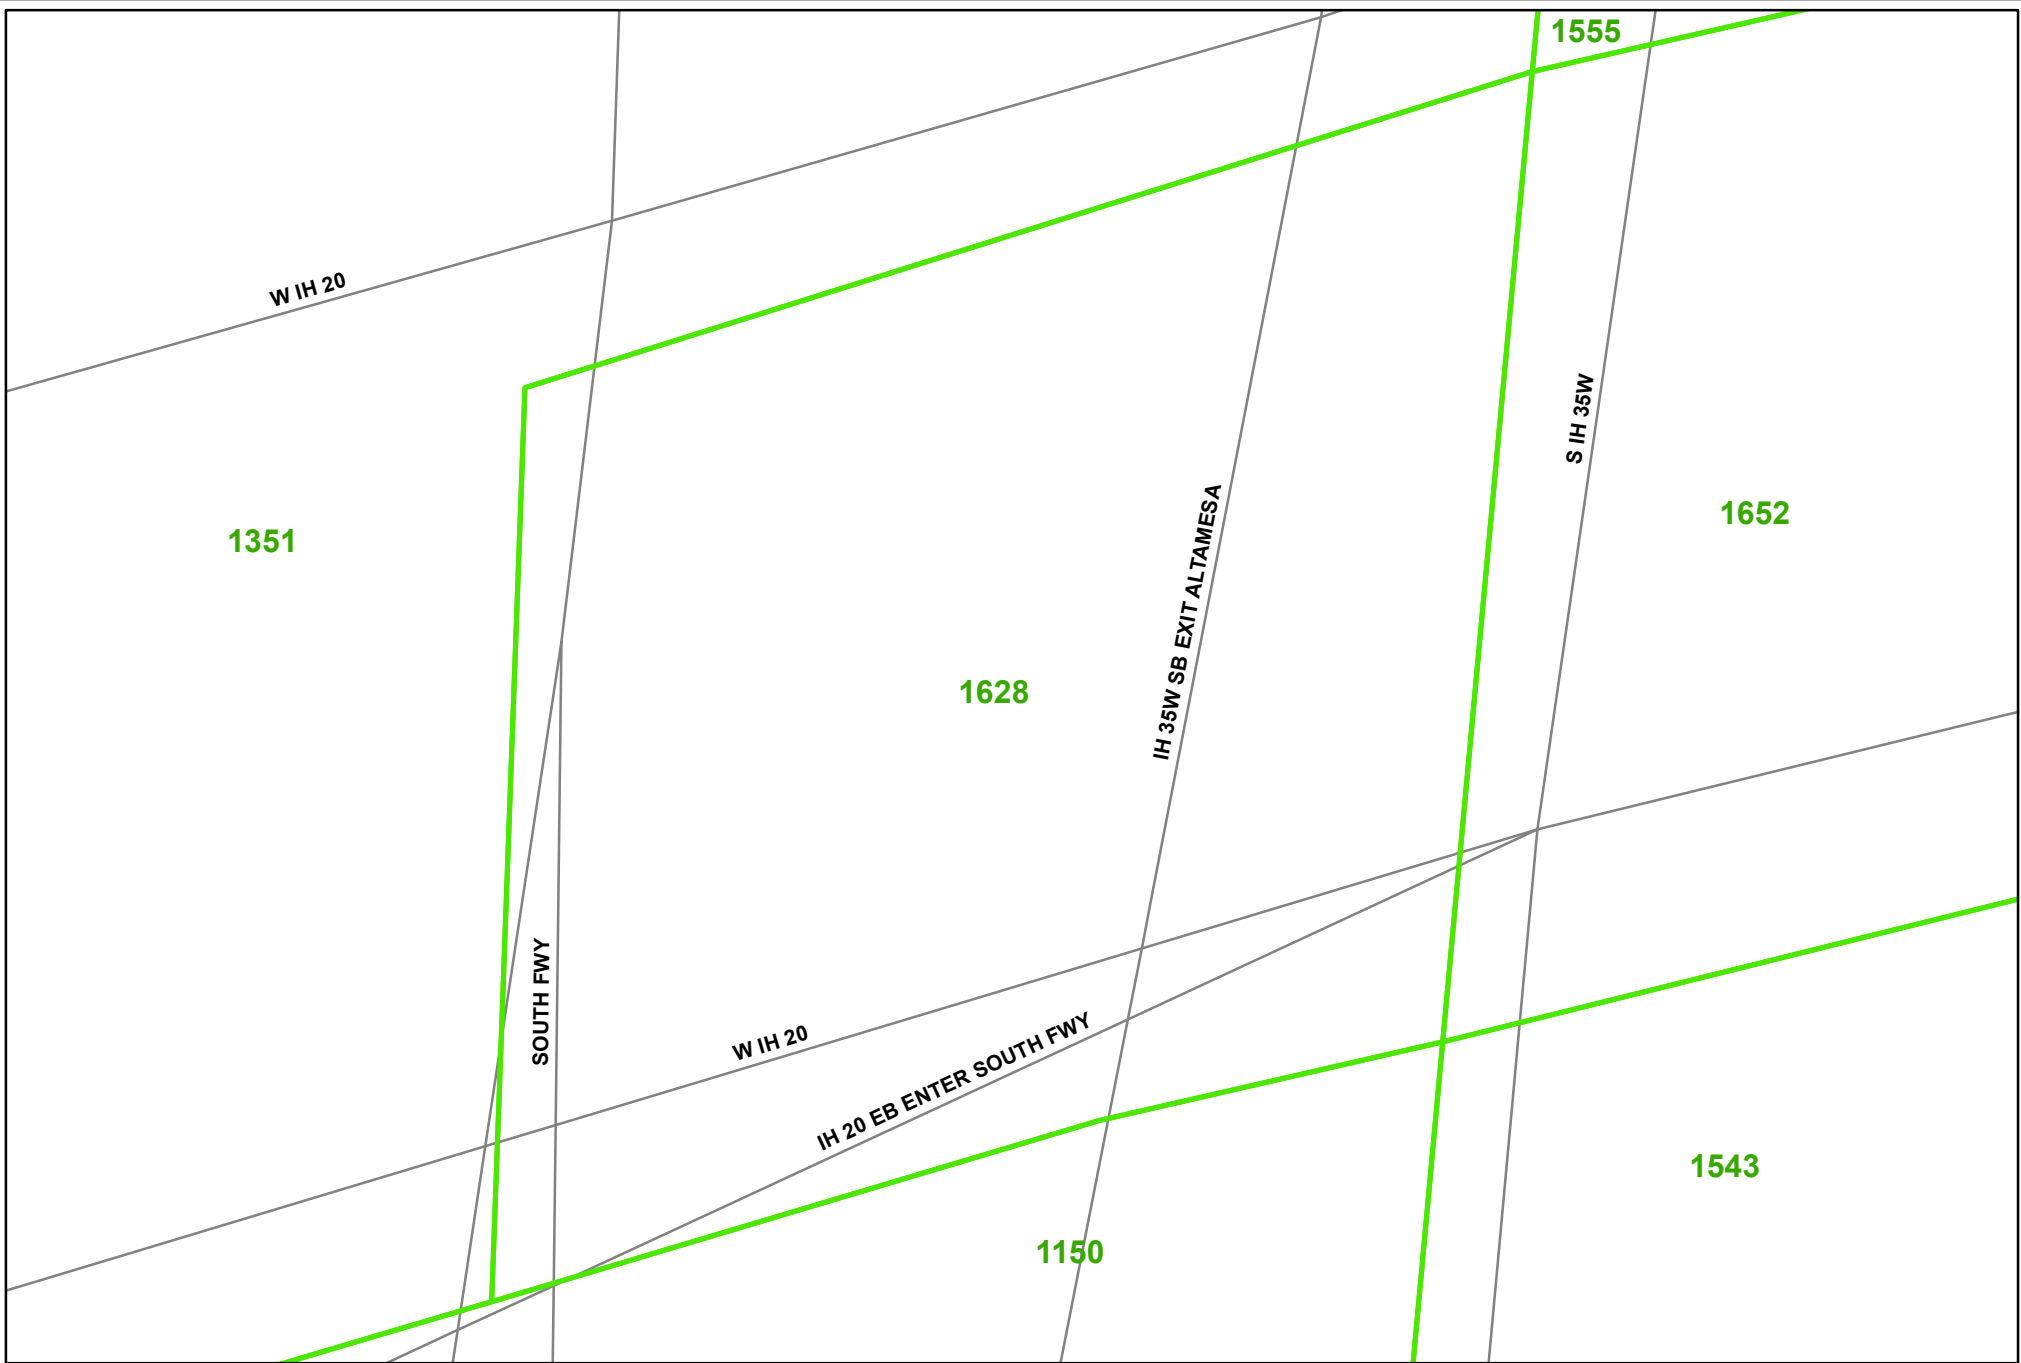 1555
W IH 20
S IH 35W
1652
1351
IH 35W SB EXIT ALTAMESA
1628
SOUTH FWY
W IH 20
IH 20 EB ENTER SOUTH FWY
1543
1150